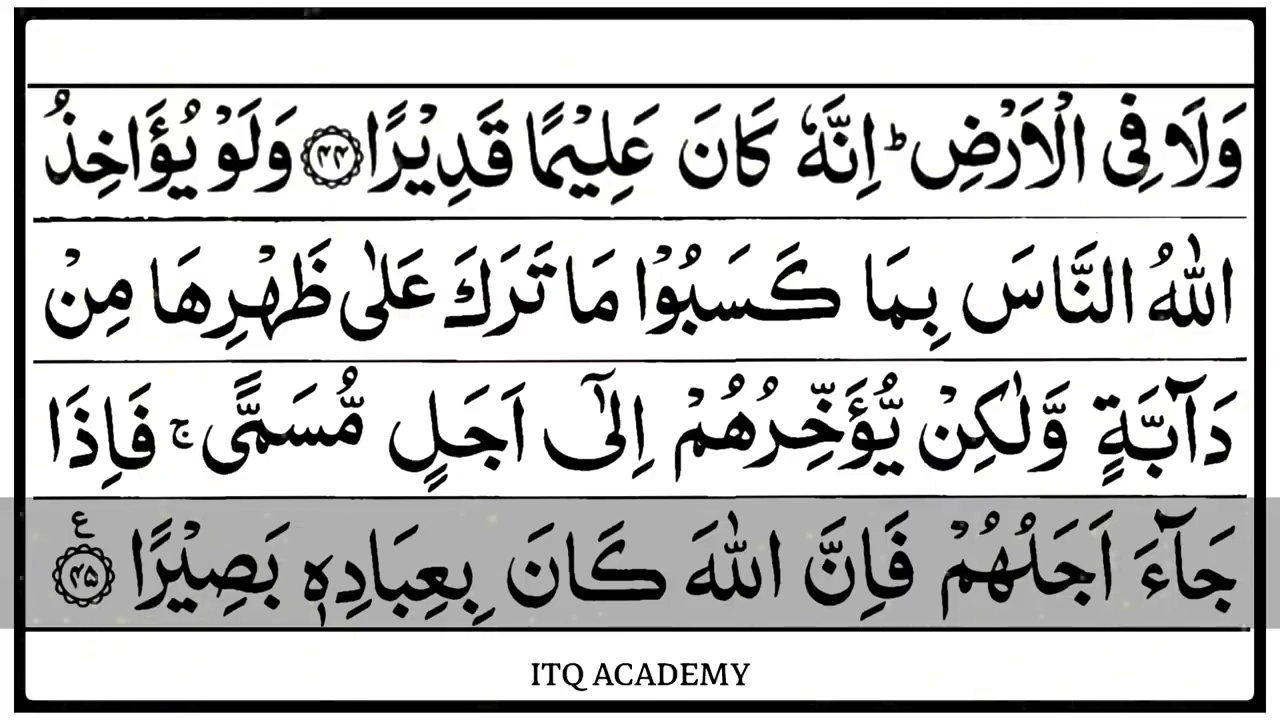 وَلَا فِى الْاَرْضِ ؕ اِنَّهٗ كَانَ عَلِيْمًا قَدِيْرًا ﴿۴۴﴾ وَلَوْ يُؤَاخِذُ
اللّٰهُ النَّاسَ بِمَا كَسَبُوْا مَا تَرَكَ عَلٰى ظَهْرِهَا مِنْ
دَآبَّةٍ وَّلٰكِنْ يُّؤَخِّرُهُمْ اِلٰٓى اَجَلٍ مُّسَمًّى ۚ فَاِذَا
جَآءَ اَجَلُهُمْ فَاِنَّ اللّٰهَ كَانَ بِعِبَادِهٖ بَصِيْرًا ﴿۴۵﴾ ع
ITQ ACADEMY